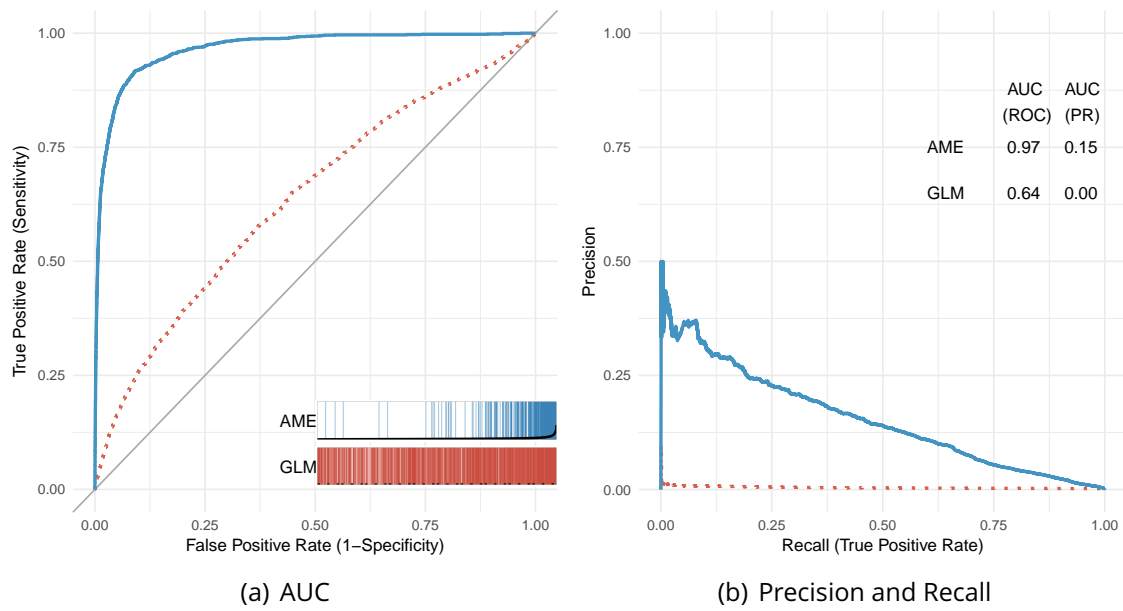 1.00
0.75
0.50
0.25
0.00
True Positive Rate (Sensitivity)
AME
GLM
0.00 0.25 0.50 0.75 1.00
False Positive Rate (1−Specificity)
(a) AUC
1.00
0.75
0.50
0.25
0.00
Precision
AUC AUC
(ROC) (PR)
AME 0.97 0.15
GLM 0.64 0.00
0.00 0.25 0.50 0.75 1.00
Recall (True Positive Rate)
(b) Precision and Recall